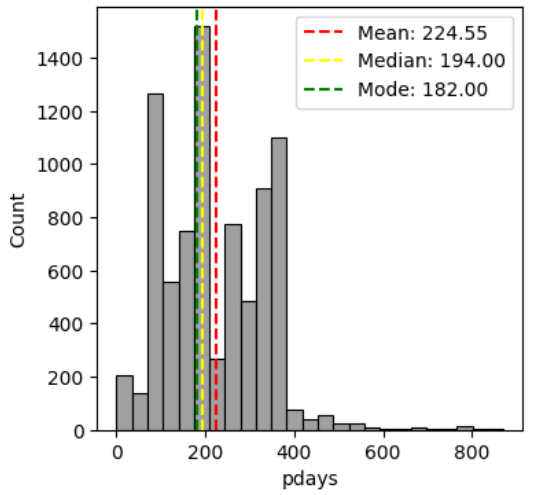 Mean: 224.55
Median: 194.00
Mode: 182.00
1400
1200
1000
800
600
400
200
0
Count
0 200 400 600 800
pdays